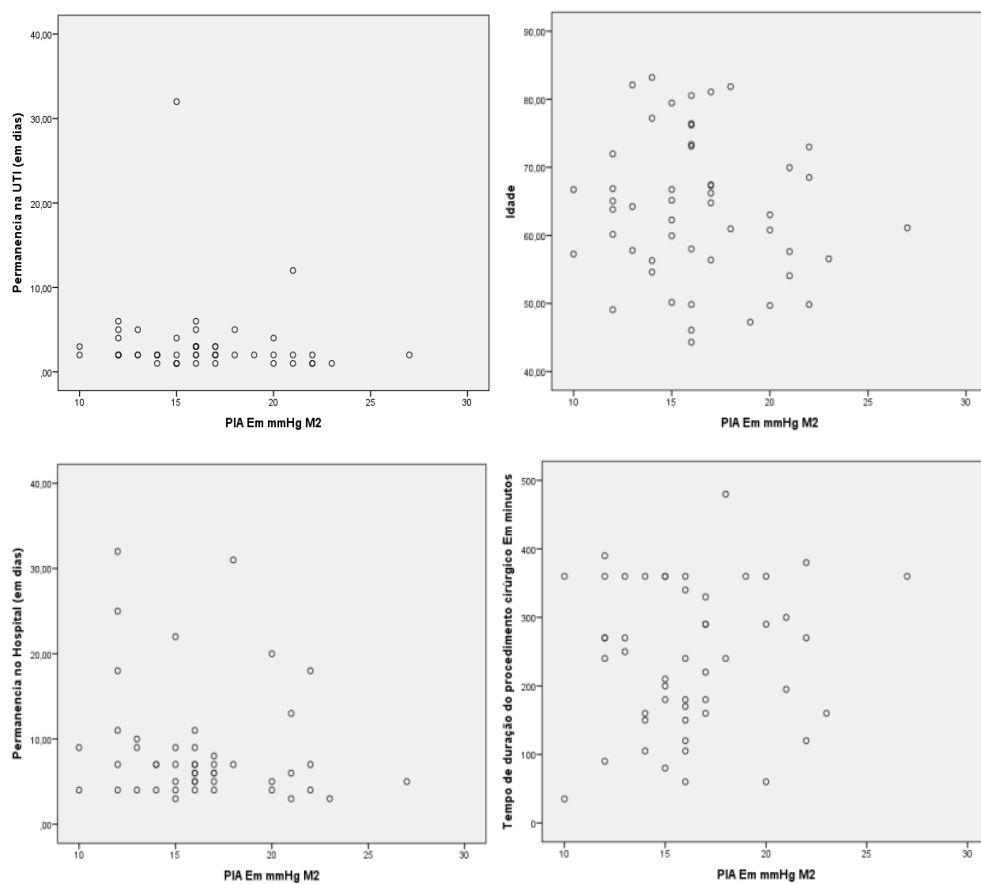 40,00
30,00
20,00
10,00
,00
Permanencia na UTI (em dias)
10 15 20 25 30
PIA Em mmHg M2
90,00
80,00
70,00
60,00
50,00
40,00
Idade
10 15 20 25 30
PIA Em mmHg M2
40,00
30,00
20,00
10,00
,00
Permanencia no Hospital (em dias)
10 15 20 25 30
PIA Em mmHg M2
500
400
300
200
100
0
Tempo de duração do procedimento cirúrgico Em minutos
10 15 20 25 30
PIA Em mmHg M2